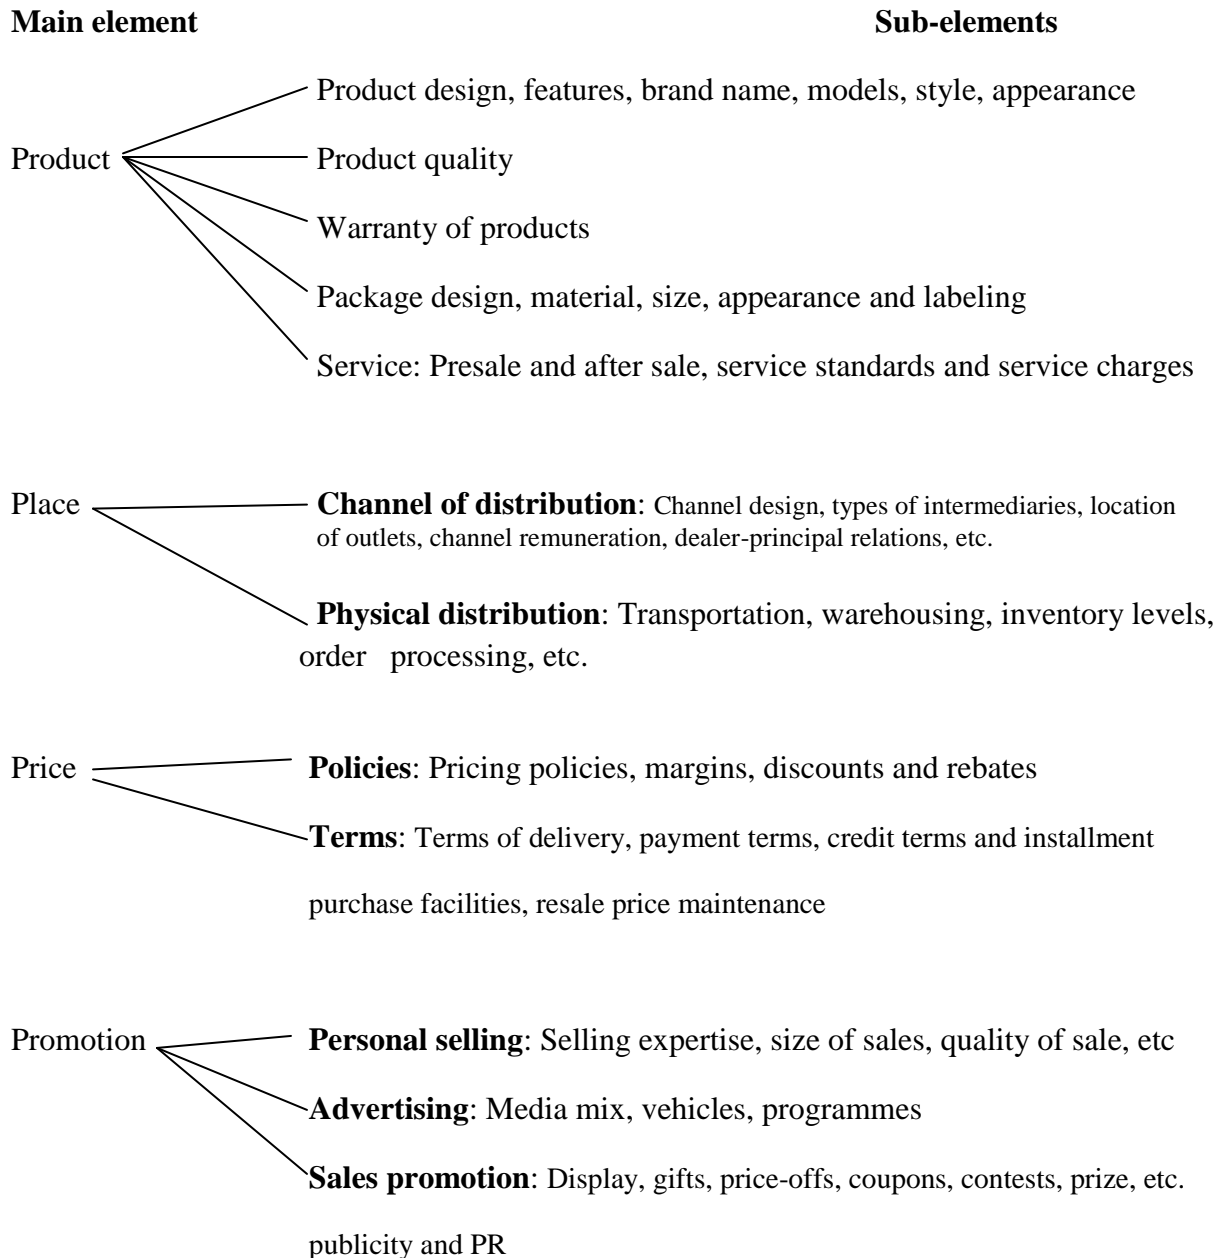 Main element Sub-elements
Product design, features, brand name, models, style, appearance
Product Product quality
Warranty of products
Package design, material, size, appearance and labeling
Service: Presale and after sale, service standards and service charges
Place Channel of distribution: Channel design, types of intermediaries, location
of outlets, channel remuneration, dealer-principal relations, etc.
Physical distribution: Transportation, warehousing, inventory levels,
order processing, etc.
Price Policies: Pricing policies, margins, discounts and rebates
Terms: Terms of delivery, payment terms, credit terms and installment
purchase facilities, resale price maintenance
Promotion Personal selling: Selling expertise, size of sales, quality of sale, etc
Advertising: Media mix, vehicles, programmes
Sales promotion: Display, gifts, price-offs, coupons, contests, prize, etc.
publicity and PR